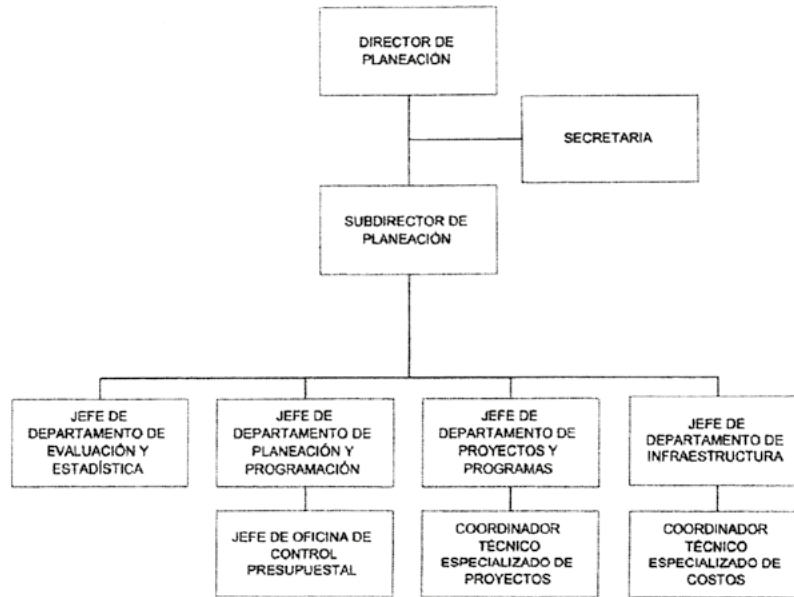 DIRECTOR DE
PLANEACIÓN
SECRETARIA
SUBDIRECTOR DE
PLANEACIÓN
JEFE DE
DEPARTAMENTO DE
EVALUACIÓN Y
ESTADÍSTICA
JEFE DE
DEPARTAMENTO DE
PLANEACIÓN Y
PROGRAMACIÓN
JEFE DE
DEPARTAMENTO DE
PROYECTOS Y
PROGRAMAS
JEFE DE
DEPARTAMENTO DE
INFRAESTRUCTURA
JEFE DE OFICINA DE
CONTROL
PRESUPUESTAL
COORDINADOR
TÉCNICO
ESPECIALIZADO DE
PROYECTOS
COORDINADOR
TÉCNICO
ESPECIALIZADO DE
COSTOS